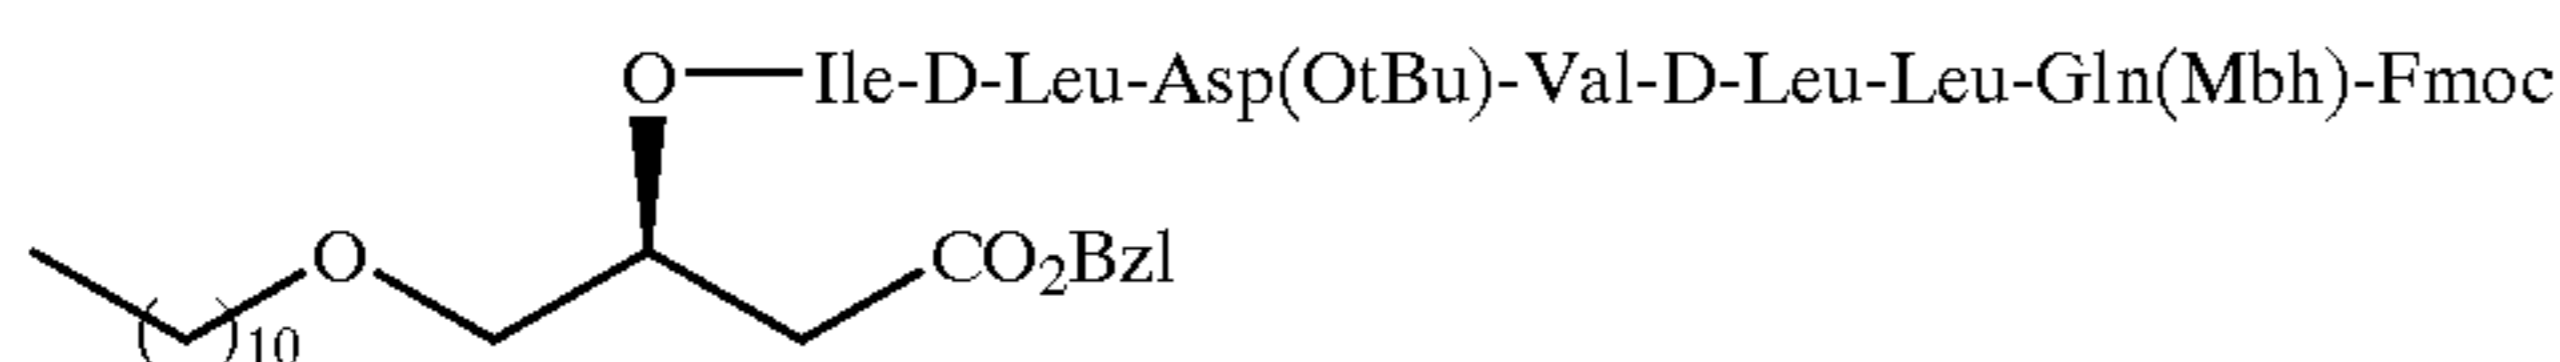 O—Ile-D-Leu-Asp(OtBu)-Val-D-Leu-Leu-Gln(Mbh)-Fmoc
O CO₂Bzl
( )₁₀